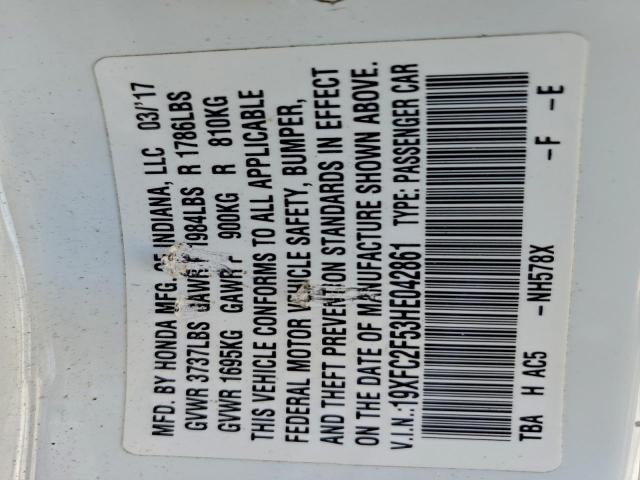 MFD. BY HONDA MFG. OF INDIANA, LLC 03/'17
GVWR 3737LBS GAWR F 1984LBS R 1786LBS
GVWR 1695KG GAWR F 900KG R 810KG
THIS VEHICLE CONFORMS TO ALL APPLICABLE
FEDERAL MOTOR VEHICLE SAFETY, BUMPER,
AND THEFT PREVENTION STANDARDS IN EFFECT
ON THE DATE OF MANUFACTURE SHOWN ABOVE.
V.I.N.:19XFC2F53HE042861 TYPE: PASSENGER CAR
TBA H AC5 -NH578X -F -E